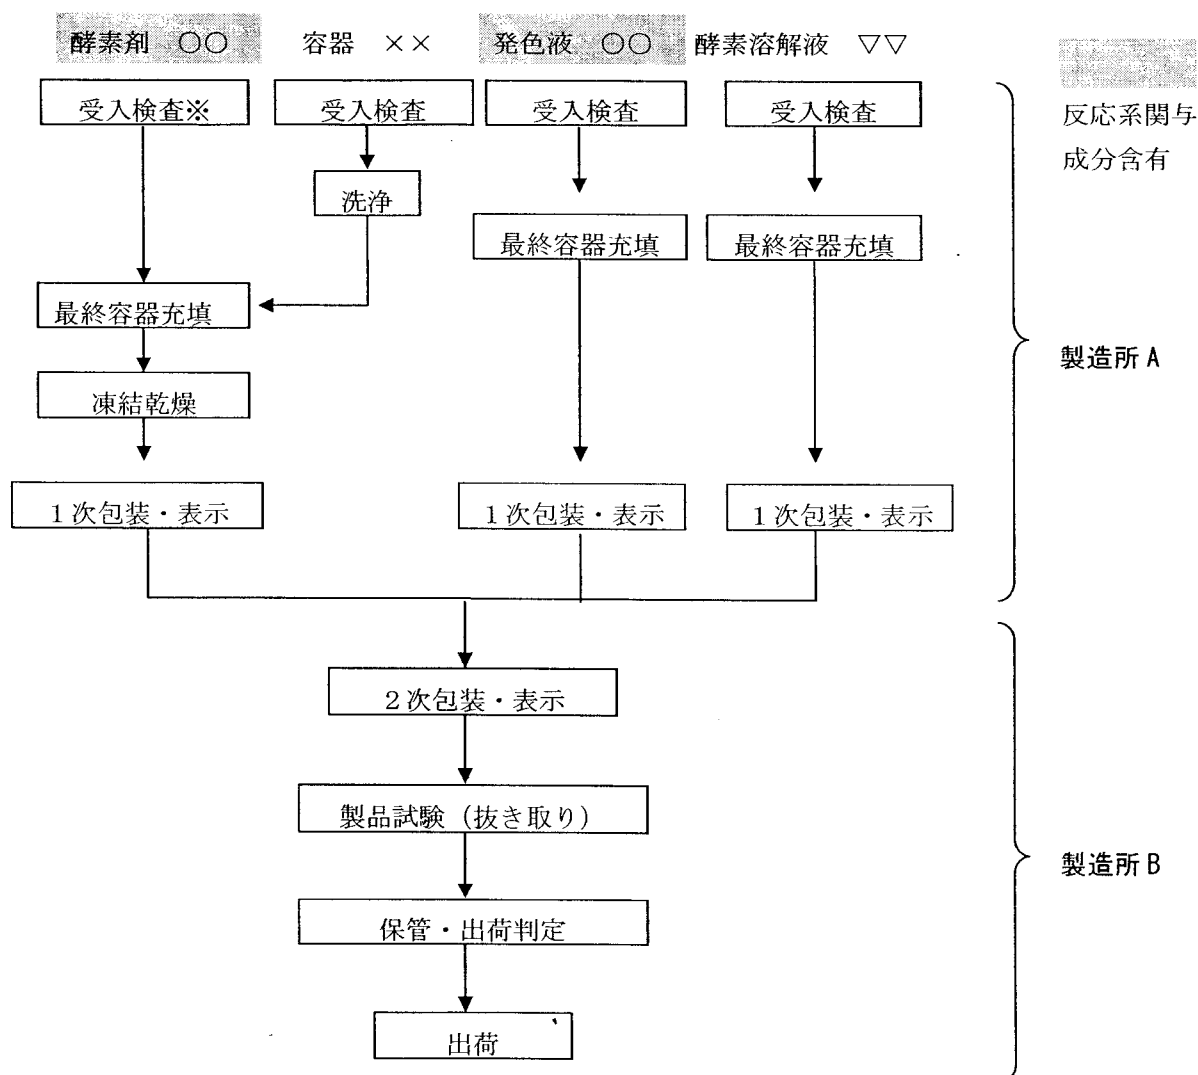 酵素剤 ○○ 容器 ×× 発色液 ○○ 酵素溶解液 ▽▽
受入検査※ 受入検査 受入検査 受入検査
反応系関与
成分含有
洗浄
最終容器充填 最終容器充填
最終容器充填
製造所A
凍結乾燥
1次包装・表示 1次包装・表示 1次包装・表示
2次包装・表示
製品試験(抜き取り)
製造所B
保管・出荷判定
出荷